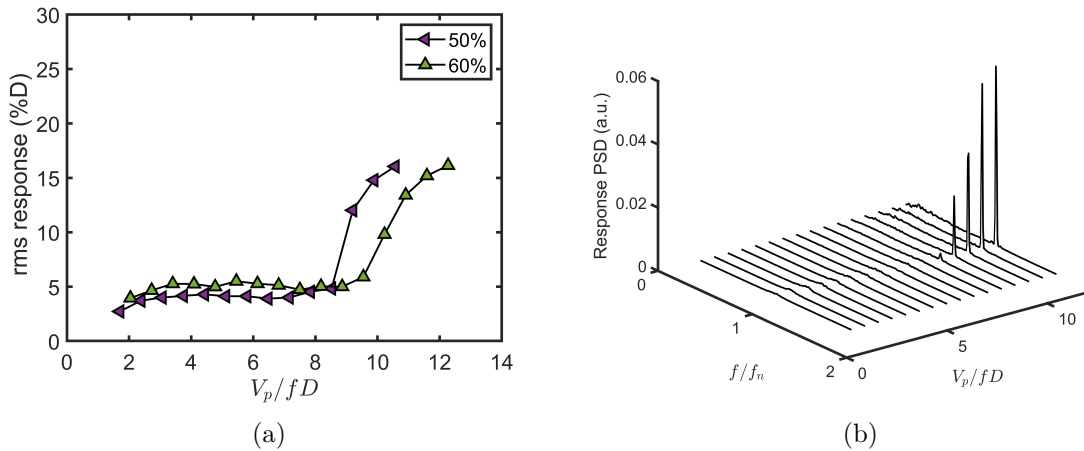 30
25
20
15
10
5
0
rms response (%D)
50%
60%
0 2 4 6 8 10 12 14
V_p/fD
(a)
0.06
0.04
0.02
0
Response PSD (a.u.)
0
1
2
f/f_n
0
5
10
V_p/fD
(b)